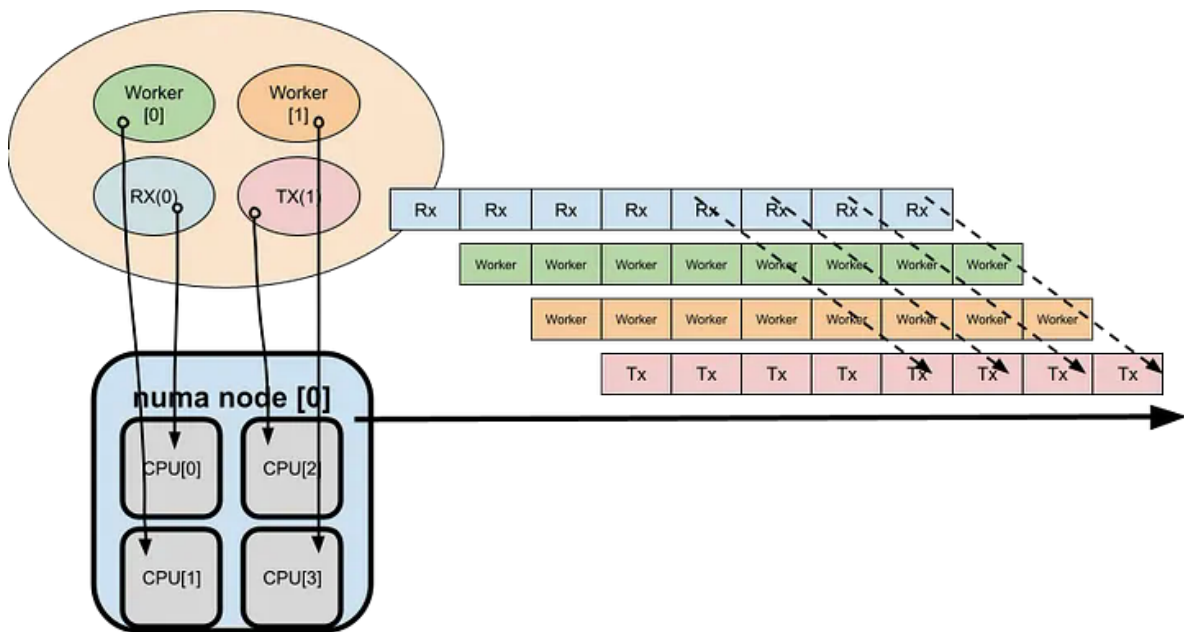 Worker
[0]
Worker
[1]
RX(0)
TX(1)
Rx Rx Rx Rx Rx Rx Rx Rx
Worker Worker Worker Worker Worker Worker Worker Worker
Worker Worker Worker Worker Worker Worker Worker Worker
Tx Tx Tx Tx Tx Tx Tx Tx
numa node [0]
CPU[0]
CPU[2]
CPU[1]
CPU[3]